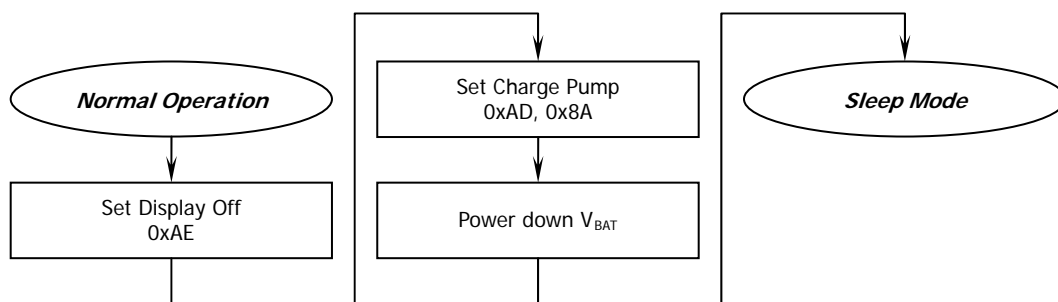 Normal Operation
Set Display Off
0xAE
Set Charge Pump
0xAD, 0x8A
Power down VBAT
Sleep Mode